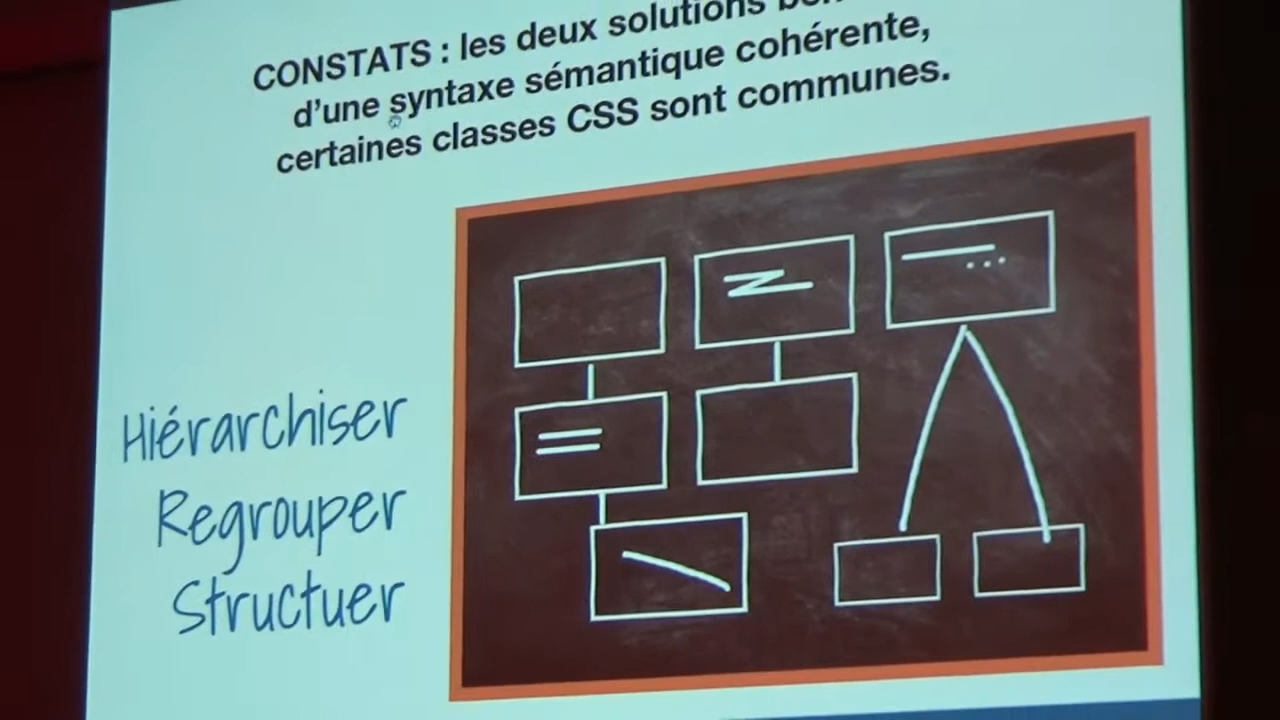 CONSTATS : les deux solutions
d'une syntaxe sémantique cohérente,
certaines classes CSS sont communes.
Hiérarchiser
Regrouper
Structuer